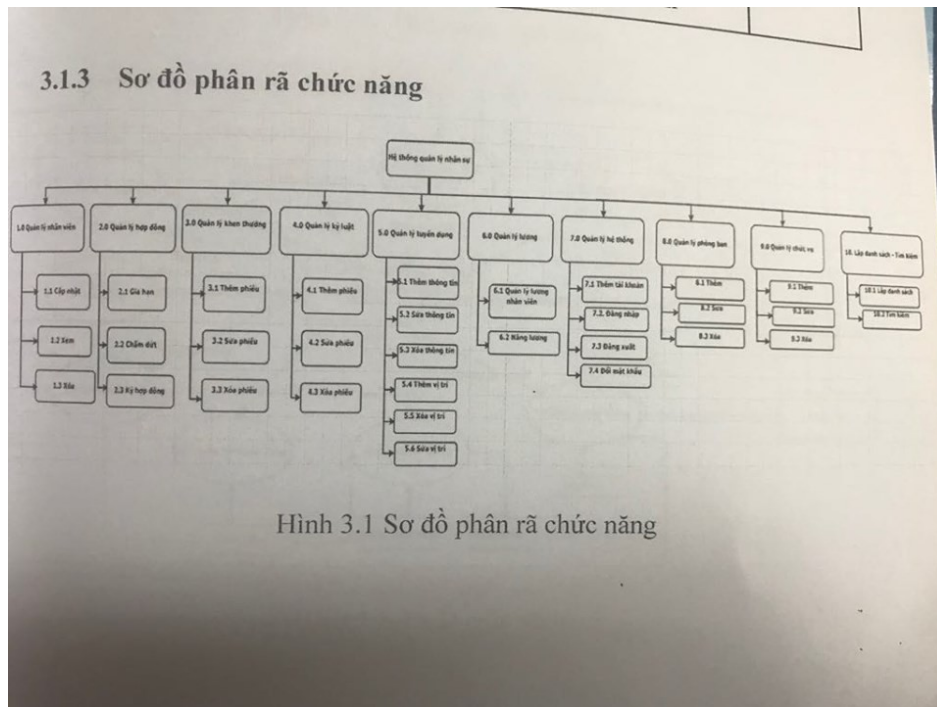 3.1.3 Sơ đồ phân rã chức năng
Hệ thống quản lý nhân sự
1.0 Quản lý nhân viên
2.0 Quản lý hợp đồng
3.0 Quản lý khen thưởng
4.0 Quản lý kỷ luật
5.0 Quản lý tuyển dụng
6.0 Quản lý lương
7.0 Quản lý hệ thống
8.0 Quản lý phòng ban
9.0 Quản lý chức vụ
10. Lập danh sách - Tìm kiếm
1.1 Cập nhật
1.2 Xem
1.3 Xóa
2.1 Gia hạn
2.2 Chấm dứt
2.3 Ký hợp đồng
3.1 Thêm phiếu
3.2 Sửa phiếu
3.3 Xóa phiếu
4.1 Thêm phiếu
4.2 Sửa phiếu
4.3 Xóa phiếu
5.1 Thêm thông tin
5.2 Sửa thông tin
5.3 Xóa thông tin
5.4 Thêm vị trí
5.5 Xóa vị trí
5.6 Sửa vị trí
6.1 Quản lý lương
nhân viên
6.2 Nâng lương
7.1 Thêm tài khoản
7.2. Đăng nhập
7.3 Đăng xuất
7.4 Đổi mật khẩu
8.1 Thêm
8.2 Sửa
8.3 Xóa
9.1 Thêm
9.2 Sửa
9.3 Xóa
10.1 Lập danh sách
10.2 Tìm kiếm
Hình 3.1 Sơ đồ phân rã chức năng